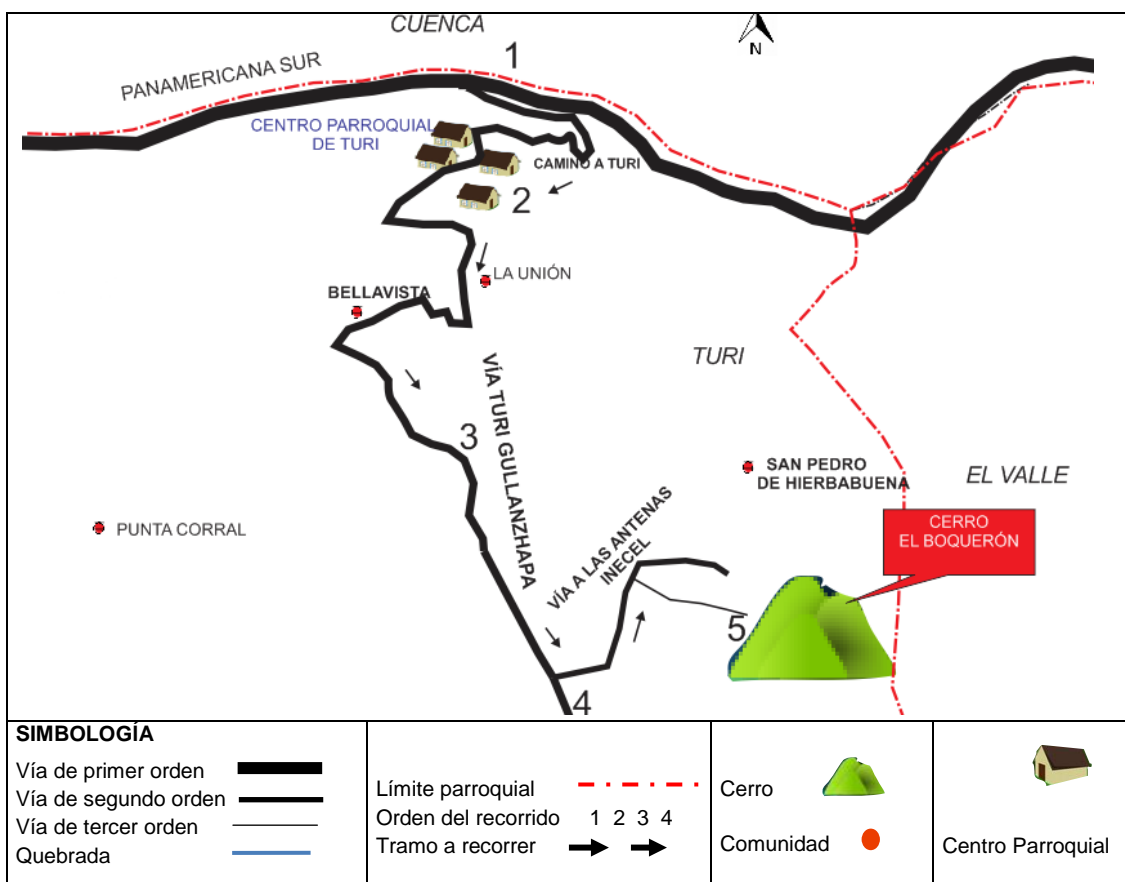 CUENCA
N
1
PANAMERICANA SUR
CENTRO PARROQUIAL
DE TURI
CAMINO A TURI
2
LA UNIÓN
BELLAVISTA
TURI
VÍA TURI GULLANZHAPA
3
SAN PEDRO
DE HIERBABUENA
EL VALLE
PUNTA CORRAL
CERRO
EL BOQUERÓN
VÍA A LAS ANTENAS
INECEL
5
4
SIMBOLOGÍA
Vía de primer orden
Vía de segundo orden
Vía de tercer orden
Quebrada
Límite parroquial
Orden del recorrido 1 2 3 4
Tramo a recorrer
Cerro
Comunidad
Centro Parroquial